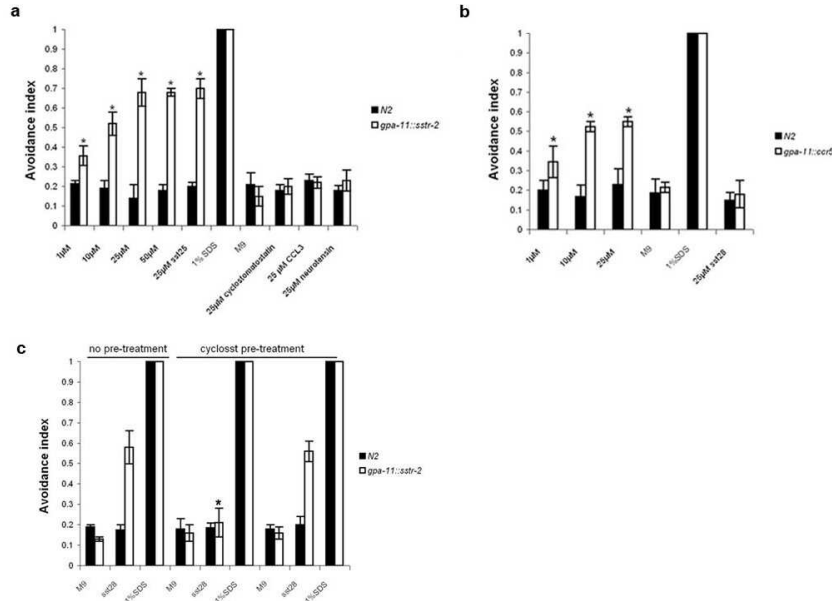 a
Avoidance index
1
0.9
0.8
0.7
0.6
0.5
0.4
0.3
0.2
0.1
0
* * * * *
1µM
10µM
25µM
50µM
25µM sst25
1% SDS
M9
25µM cyclostomatostatin
25 µM CCL3
25µM neurotensin
N2
gpa-11::sstr-2
b
Avoidance index
1
0.9
0.8
0.7
0.6
0.5
0.4
0.3
0.2
0.1
0
* * *
1µM
10µM
25µM
M9
1%SDS
25µM sst28
N2
gpa-11::ccr5
c
no pre-treatment
cyclosst pre-treatment
Avoidance index
1
0.9
0.8
0.7
0.6
0.5
0.4
0.3
0.2
0.1
0
*
M9
sst28
1%SDS
M9
sst28
1%SDS
M9
sst28
1%SDS
N2
gpa-11::sstr-2